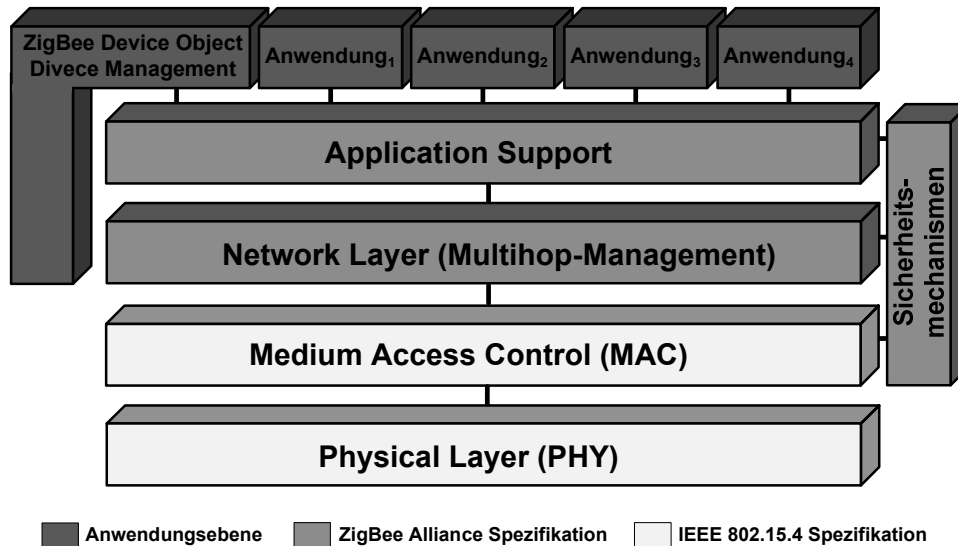 ZigBee Device Object
Divece Management
Anwendung₁
Anwendung₂
Anwendung₃
Anwendung₄
Application Support
Network Layer (Multihop-Management)
Medium Access Control (MAC)
Physical Layer (PHY)
Sicherheits-
mechanismen
Anwendungsebene
ZigBee Alliance Spezifikation
IEEE 802.15.4 Spezifikation